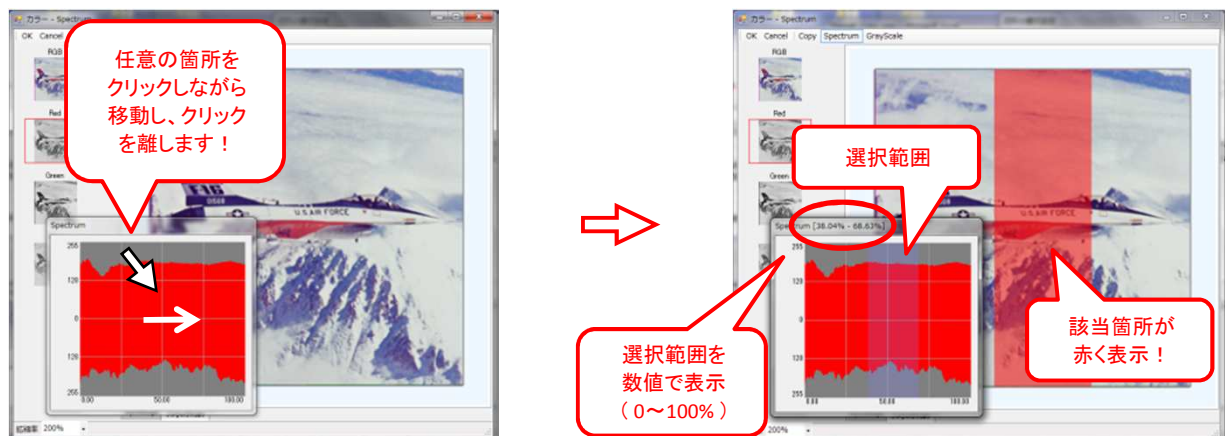 カラー - Spectrum
OK Cancel
RGB
Red
Green
任意の箇所を
クリックしながら
移動し、クリック
を離します！
F-16
U.S. AIR FORCE
Spectrum
255
128
0
128
255
0.00 50.00 100.00
拡縮率 200%
カラー - Spectrum
OK Cancel Copy Spectrum GrayScale
RGB
Red
Green
選択範囲
U.S. AIR FORCE
Spectrum [38.04% - 68.63%]
255
128
0
128
255
0.00 50.00 100.00
選択範囲を
数値で表示
（ 0～100% ）
該当箇所が
赤く表示！
200%